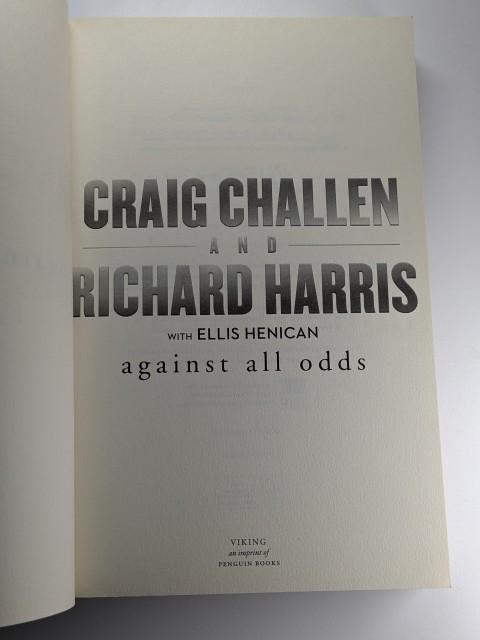 CRAIG CHALLEN
AND
RICHARD HARRIS
WITH ELLIS HENICAN
against all odds
VIKING
an imprint of
PENGUIN BOOKS